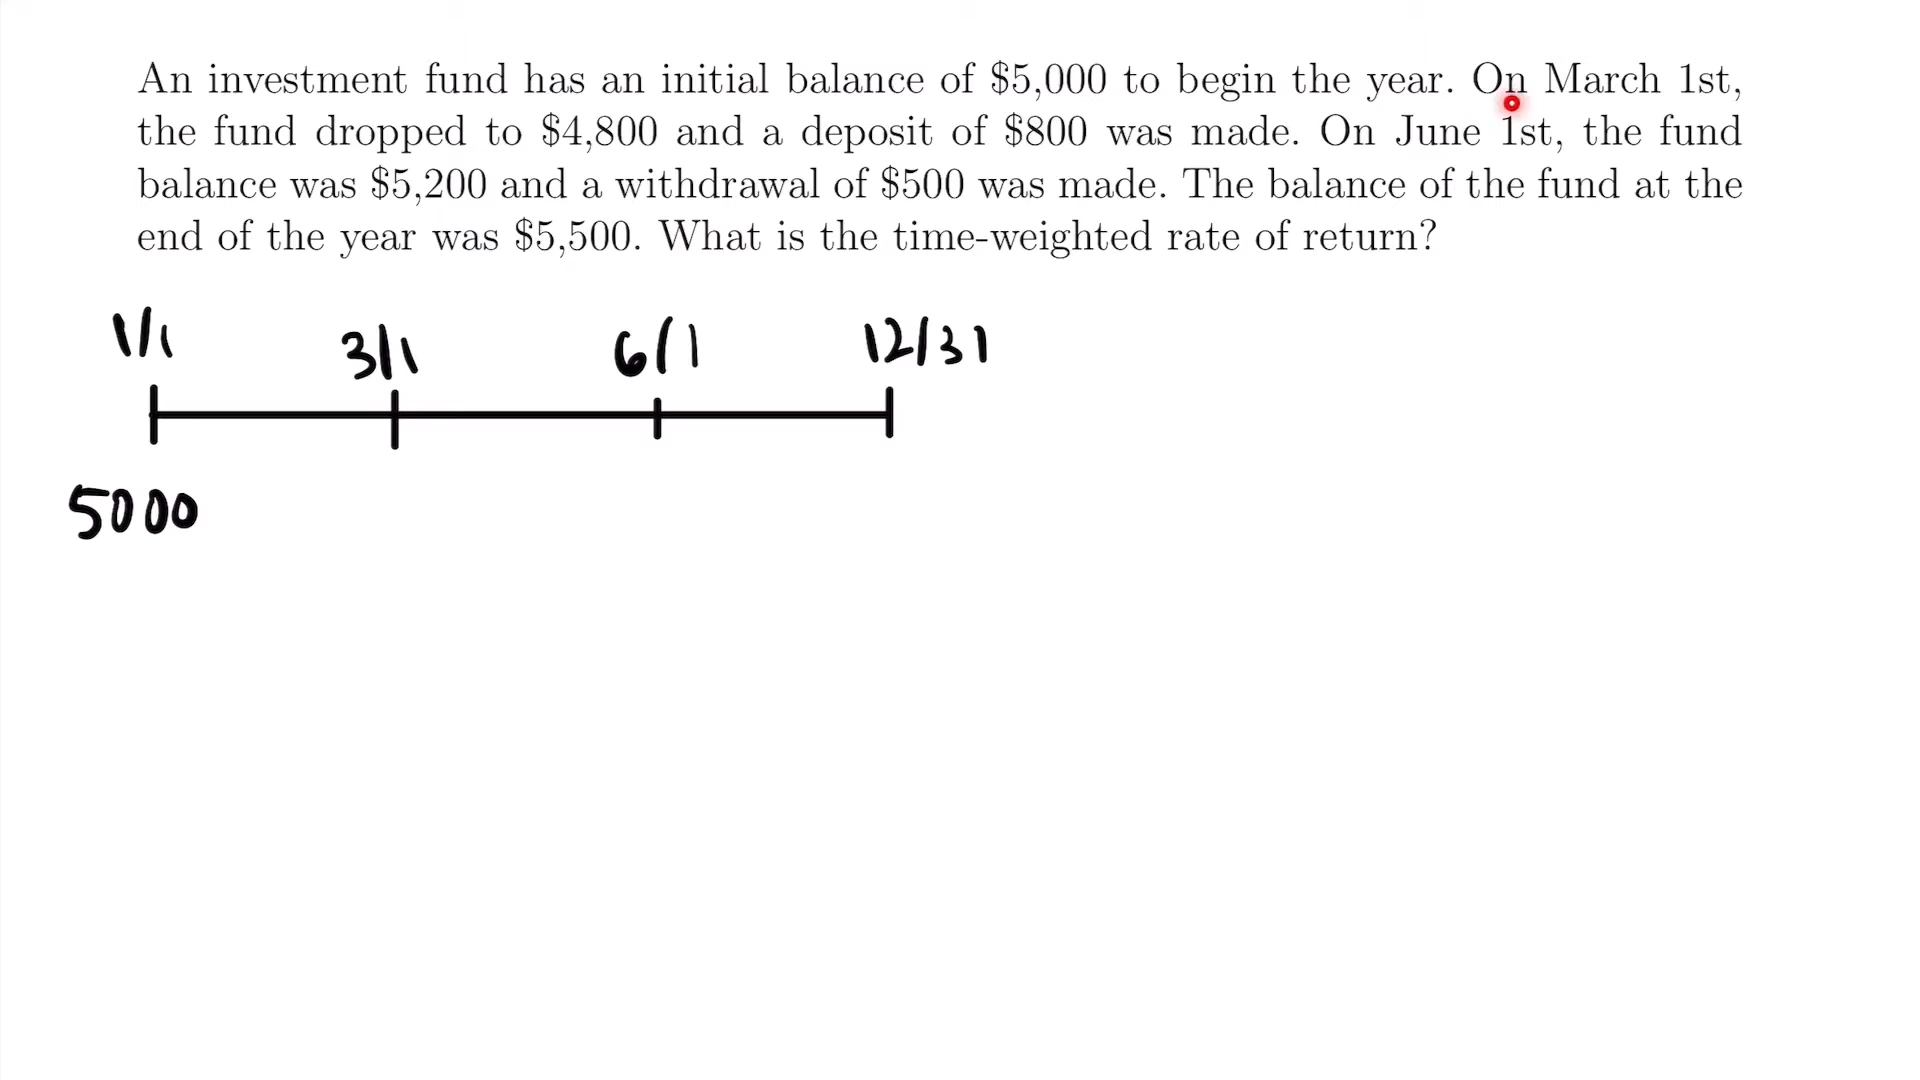 An investment fund has an initial balance of $5,000 to begin the year. On March 1st,
the fund dropped to $4,800 and a deposit of $800 was made. On June 1st, the fund
balance was $5,200 and a withdrawal of $500 was made. The balance of the fund at the
end of the year was $5,500. What is the time-weighted rate of return?
1/1 3/1 6/1 12/31
5000